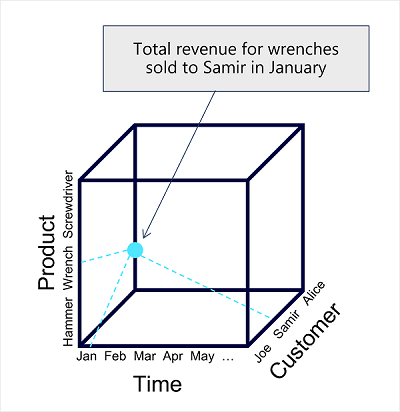 Total revenue for wrenches
sold to Samir in January
Product
Hammer Wrench Screwdriver
Jan Feb Mar Apr May ...
Time
Joe Samir Alice
Customer